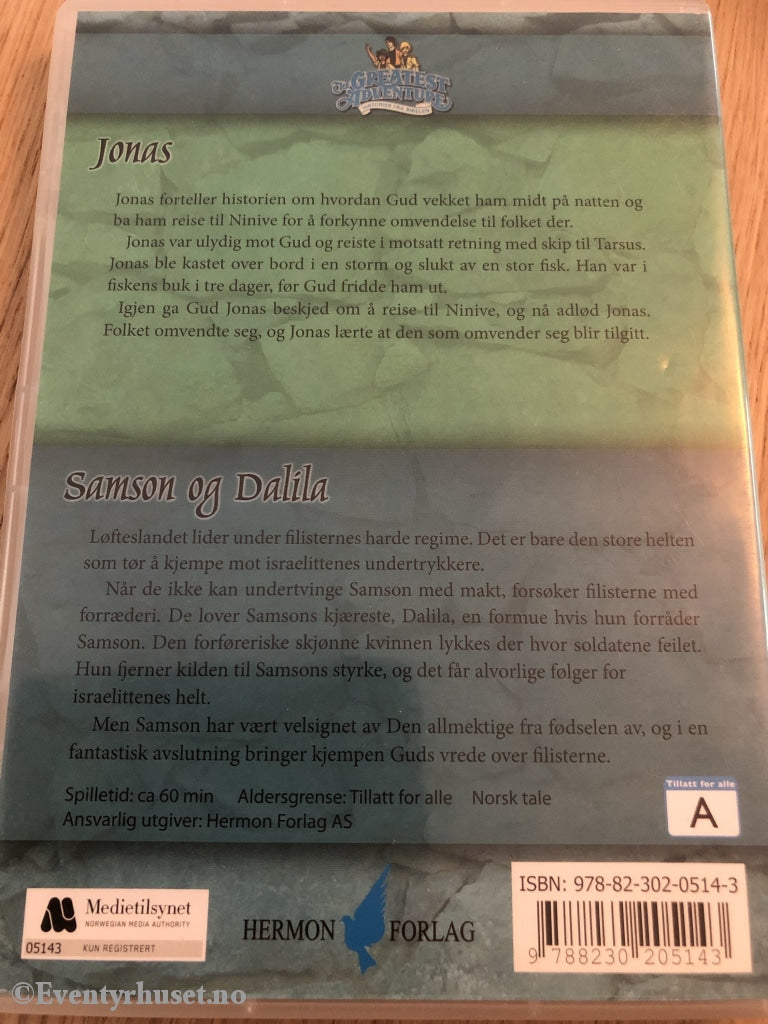 The GREATEST
ADVENTURE
HISTORIER FRA BIBELEN
Jonas
Jonas forteller historien om hvordan Gud vekket ham midt på natten og
ba ham reise til Ninive for å forkynne omvendelse til folket der.
Jonas var ulydig mot Gud og reiste i motsatt retning med skip til Tarsus.
Jonas ble kastet over bord i en storm og slukt av en stor fisk. Han var i
fiskens buk i tre dager, før Gud fridde ham ut.
Igjen ga Gud Jonas beskjed om å reise til Ninive, og nå adlød Jonas.
Folket omvendte seg, og Jonas lærte at den som omvender seg blir tilgitt.
Samson og Dalila
Løfteslandet lider under filisternes harde regime. Det er bare den store helten
som tør å kjempe mot israelittenes undertrykkere.
Når de ikke kan undertvinge Samson med makt, forsøker filisterne med
forræderi. De lover Samsons kjæreste, Dalila, en formue hvis hun forråder
Samson. Den forføreriske skjønne kvinnen lykkes der hvor soldatene feilet.
Hun fjerner kilden til Samsons styrke, og det får alvorlige følger for
israelittenes helt.
Men Samson har vært velsignet av Den allmektige fra fødselen av, og i en
fantastisk avslutning bringer kjempen Guds vrede over filisterne.
Spilletid: ca 60 min Aldersgrense: Tillatt for alle Norsk tale
Ansvarlig utgiver: Hermon Forlag AS
Tillatt for alle
A
Medietilsynet
NORWEGIAN MEDIA AUTHORITY
05143 KUN REGISTRERT
HERMON FORLAG
ISBN: 978-82-302-0514-3
9 788230 205143
©Eventyrhuset.no